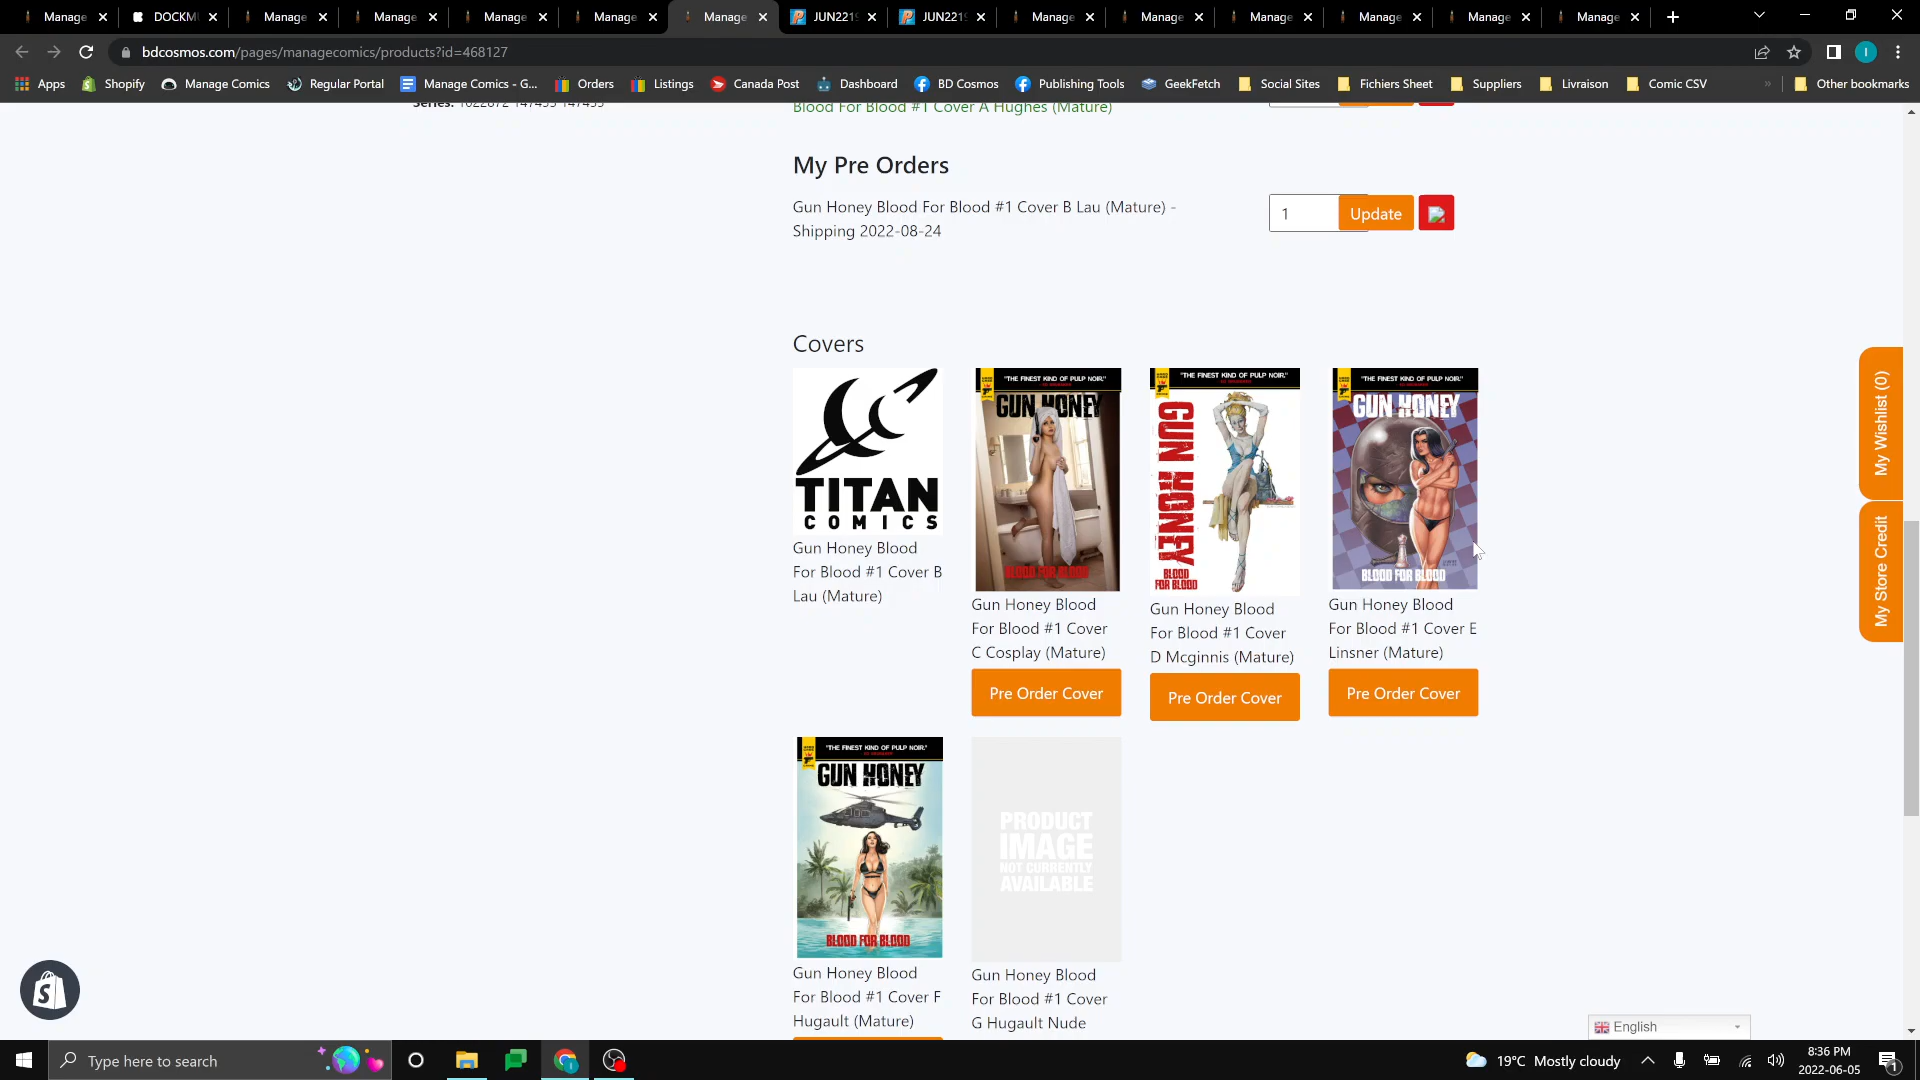 Manage
DOCKM
Manage
Manage
Manage
Manage
Manage
JUN221
JUN221
Manage
Manage
Manage
Manage
Manage
Manage
bdcosmos.com/pages/managecomics/products?id=468127
Apps
Shopify
Manage Comics
Regular Portal
Manage Comics - G...
Orders
Listings
Canada Post
Dashboard
BD Cosmos
Publishing Tools
GeekFetch
Social Sites
Fichiers Sheet
Suppliers
Livraison
Comic CSV
»
Other bookmarks
Series: 1022872 147455 147455
Blood For Blood #1 Cover A Hughes (Mature)
My Pre Orders
Gun Honey Blood For Blood #1 Cover B Lau (Mature) -
Shipping 2022-08-24
1
Update
Covers
TITAN
COMICS
Gun Honey Blood
For Blood #1 Cover B
Lau (Mature)
"THE FINEST KIND OF PULP NOIR."
GUN HONEY
BLOOD FOR BLOOD
Gun Honey Blood
For Blood #1 Cover
C Cosplay (Mature)
Pre Order Cover
"THE FINEST KIND OF PULP NOIR."
GUN HONEY
BLOOD
FOR BLOOD
Gun Honey Blood
For Blood #1 Cover
D Mcginnis (Mature)
Pre Order Cover
"THE FINEST KIND OF PULP NOIR."
GUN HONEY
BLOOD FOR BLOOD
Gun Honey Blood
For Blood #1 Cover E
Linsner (Mature)
Pre Order Cover
"THE FINEST KIND OF PULP NOIR."
GUN HONEY
BLOOD FOR BLOOD
Gun Honey Blood
For Blood #1 Cover F
Hugault (Mature)
PRODUCT
IMAGE
NOT CURRENTLY
AVAILABLE
Gun Honey Blood
For Blood #1 Cover
G Hugault Nude
My Wishlist (0)
My Store Credit
English
Type here to search
19°C Mostly cloudy
8:36 PM
2022-06-05
1